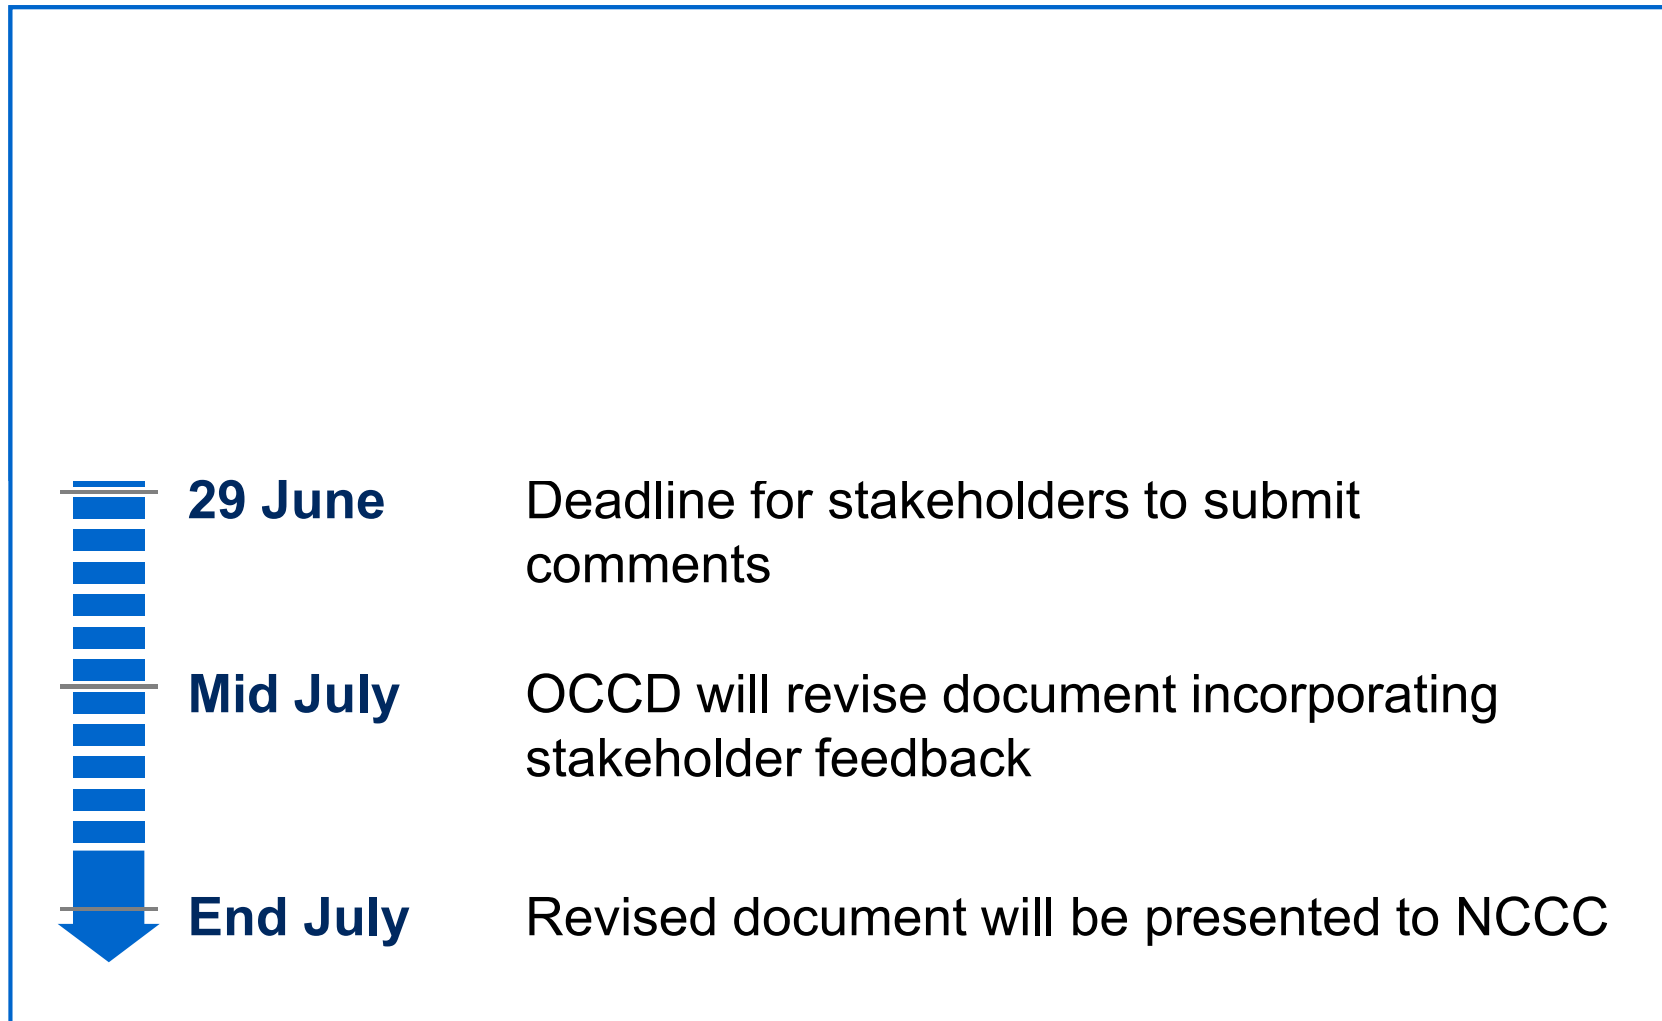 29 June Deadline for stakeholders to submit
comments
Mid July OCCD will revise document incorporating
stakeholder feedback
End July Revised document will be presented to NCCC